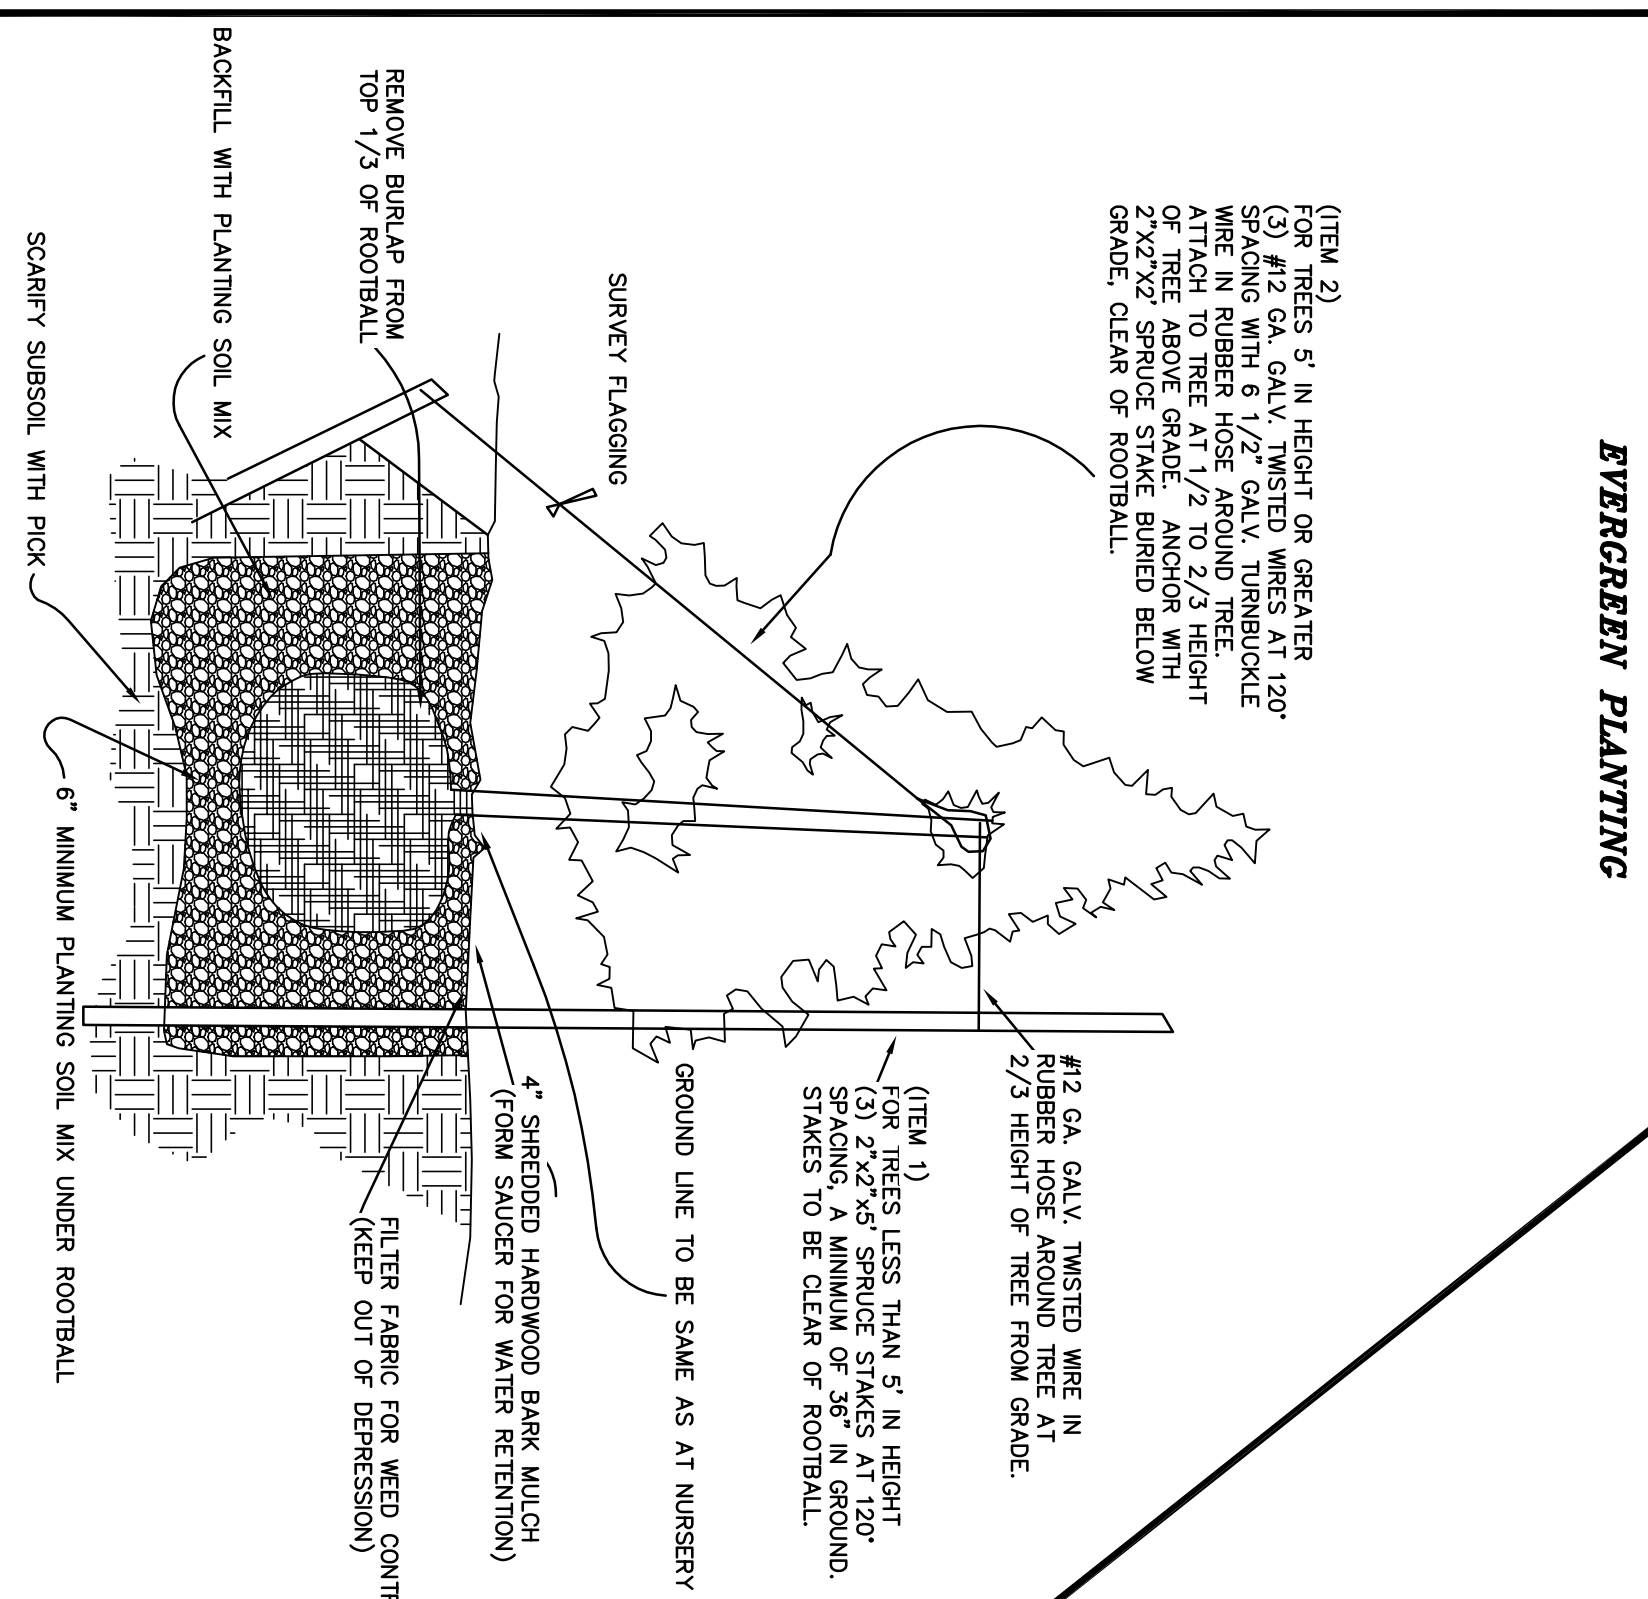 EVERGREEN PLANTING
(ITEM 2)
FOR TREES 5' IN HEIGHT OR GREATER
(3) #12 GA. GALV. TWISTED WIRES AT 120°
SPACING WITH 6 1/2" GALV. TURNBUCKLE
WIRE IN RUBBER HOSE AROUND TREE.
ATTACH TO TREE AT 1/2 TO 2/3 HEIGHT
OF TREE ABOVE GRADE. ANCHOR WITH
2"X2"X2' SPRUCE STAKE BURIED BELOW
GRADE, CLEAR OF ROOTBALL.
#12 GA. GALV. TWISTED WIRE IN
RUBBER HOSE AROUND TREE AT
2/3 HEIGHT OF TREE FROM GRADE.
(ITEM 1)
FOR TREES LESS THAN 5' IN HEIGHT
(3) 2"x2"x5' SPRUCE STAKES AT 120°
SPACING, A MINIMUM OF 36" IN GROUND.
STAKES TO BE CLEAR OF ROOTBALL.
SURVEY FLAGGING
GROUND LINE TO BE SAME AS AT NURSERY
4" SHREDDED HARDWOOD BARK MULCH
(FORM SAUCER FOR WATER RETENTION)
REMOVE BURLAP FROM
TOP 1/3 OF ROOTBALL
FILTER FABRIC FOR WEED
(KEEP OUT OF DEPRESSION)
BACKFILL WITH PLANTING SOIL MIX
SCARIFY SUBSOIL WITH PICK
6" MINIMUM PLANTING SOIL MIX UNDER ROOTBALL